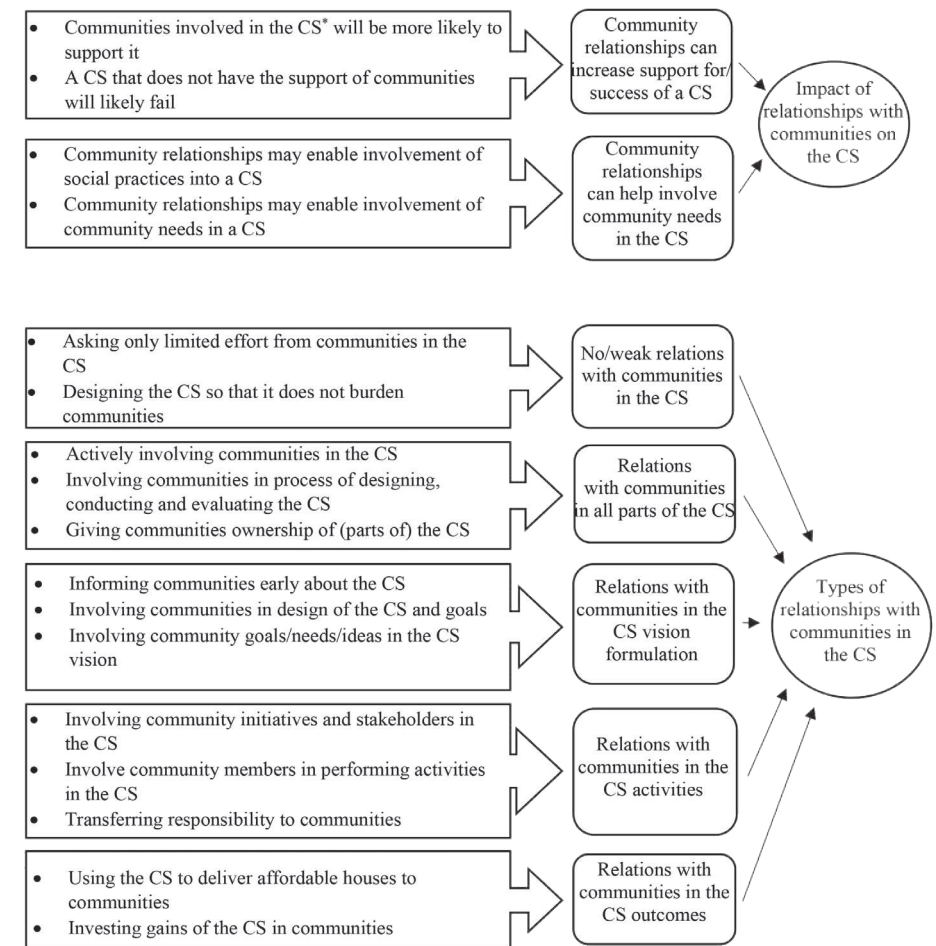 • Communities involved in the CS* will be more likely to
support it
• A CS that does not have the support of communities
will likely fail
Community
relationships can
increase support for/
success of a CS
• Community relationships may enable involvement of
social practices into a CS
• Community relationships may enable involvement of
community needs in a CS
Community
relationships
can help involve
community needs
in the CS
Impact of
relationships with
communities on
the CS
• Asking only limited effort from communities in the
CS
• Designing the CS so that it does not burden
communities
No/weak relations
with communities
in the CS
• Actively involving communities in the CS
• Involving communities in process of designing,
conducting and evaluating the CS
• Giving communities ownership of (parts of) the CS
Relations
with communities
in all parts of the CS
• Informing communities early about the CS
• Involving communities in design of the CS and goals
• Involving community goals/needs/ideas in the CS
vision
Relations with
communities in the
CS vision
formulation
• Involving community initiatives and stakeholders in
the CS
• Involve community members in performing activities
in the CS
• Transferring responsibility to communities
Relations with
communities in the
CS activities
• Using the CS to deliver affordable houses to
communities
• Investing gains of the CS in communities
Relations with
communities in the
CS outcomes
Types of
relationships with
communities in
the CS